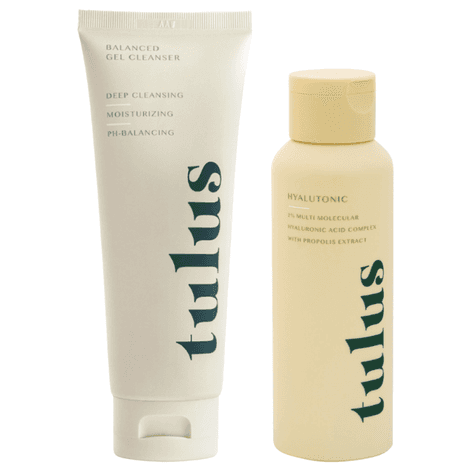 BALANCED
GEL CLEANSER
DEEP CLEANSING
MOISTURIZING
PH-BALANCING
tulus
HYALUTONIC
MULTI MOLECULAR
HYALURONIC ACID COMPLEX
WITH PROPOLIS EXTRACT
tulus